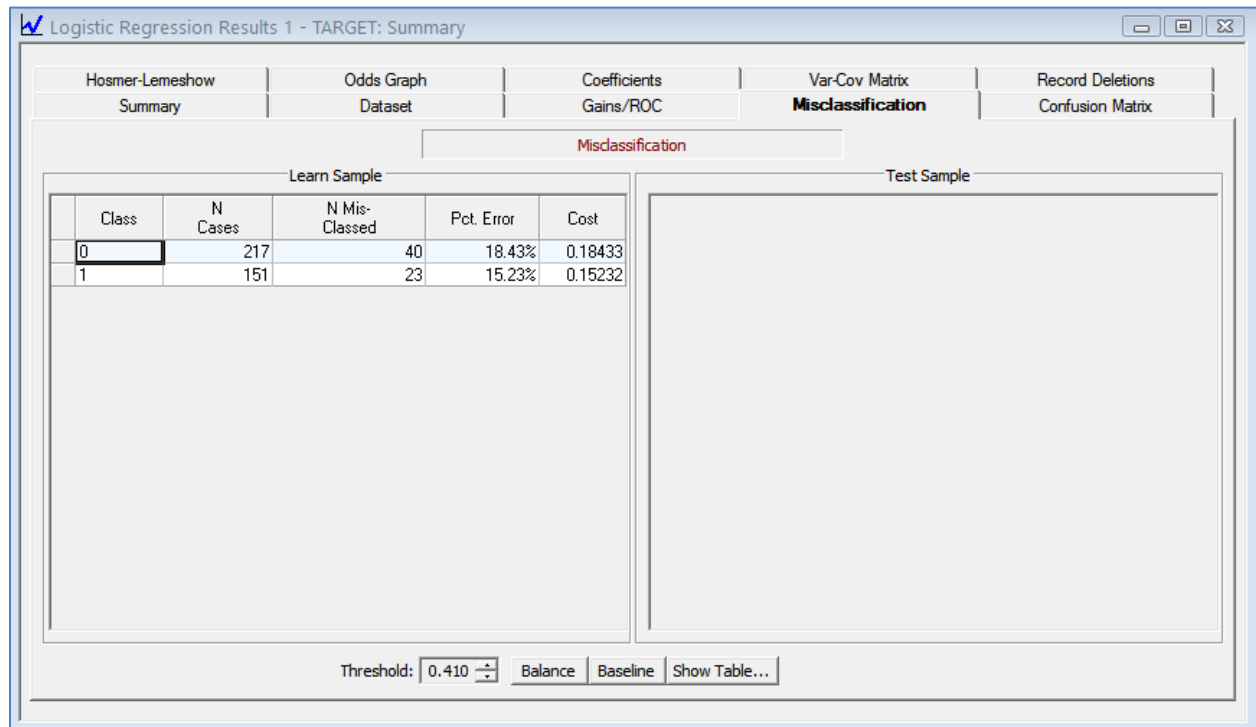 Logistic Regression Results 1 - TARGET: Summary
Hosmer-Lemeshow Odds Graph Coefficients Var-Cov Matrix Record Deletions
Summary Dataset Gains/ROC Misclassification Confusion Matrix
Misclassification
Learn Sample Test Sample
Class N Cases N Mis-Classed Pct. Error Cost
0 217 40 18.43% 0.18433
1 151 23 15.23% 0.15232
Threshold: 0.410 Balance Baseline Show Table...